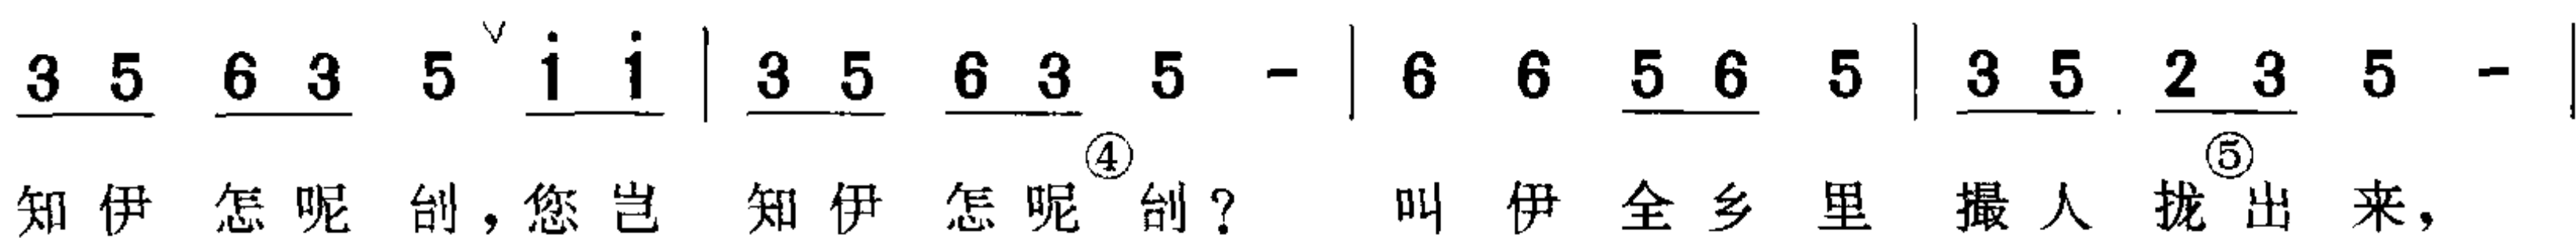 3 5 6 3 5 ∨ i̇ i̇ | 3 5 6 3 5 - | 6 6 5 6 5 | 3 5 . 2 3 5 - |
④ ⑤
知伊 怎呢 刣，您岂 知伊 怎呢 刣？ 叫 伊 全乡 里 撮人 拢出 来，